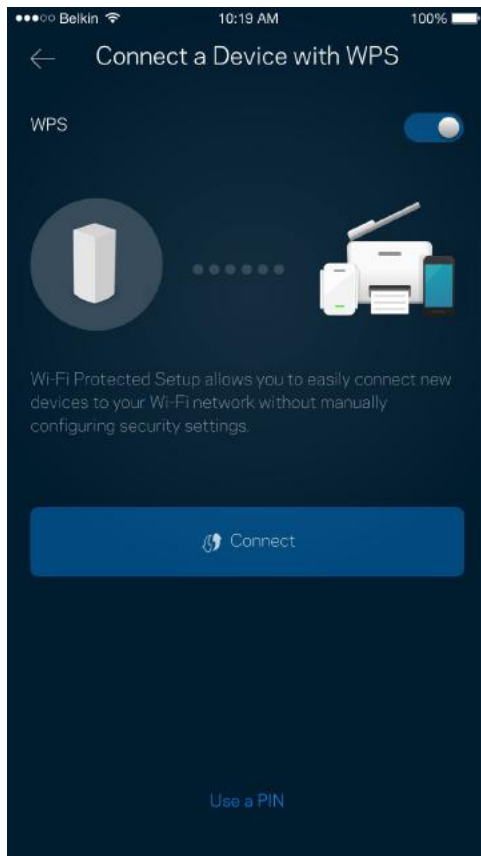 ●●●○○ Belkin 10:19 AM 100%
← Connect a Device with WPS
WPS
Wi-Fi Protected Setup allows you to easily connect new
devices to your Wi-Fi network without manually
configuring security settings.
Connect
Use a PIN